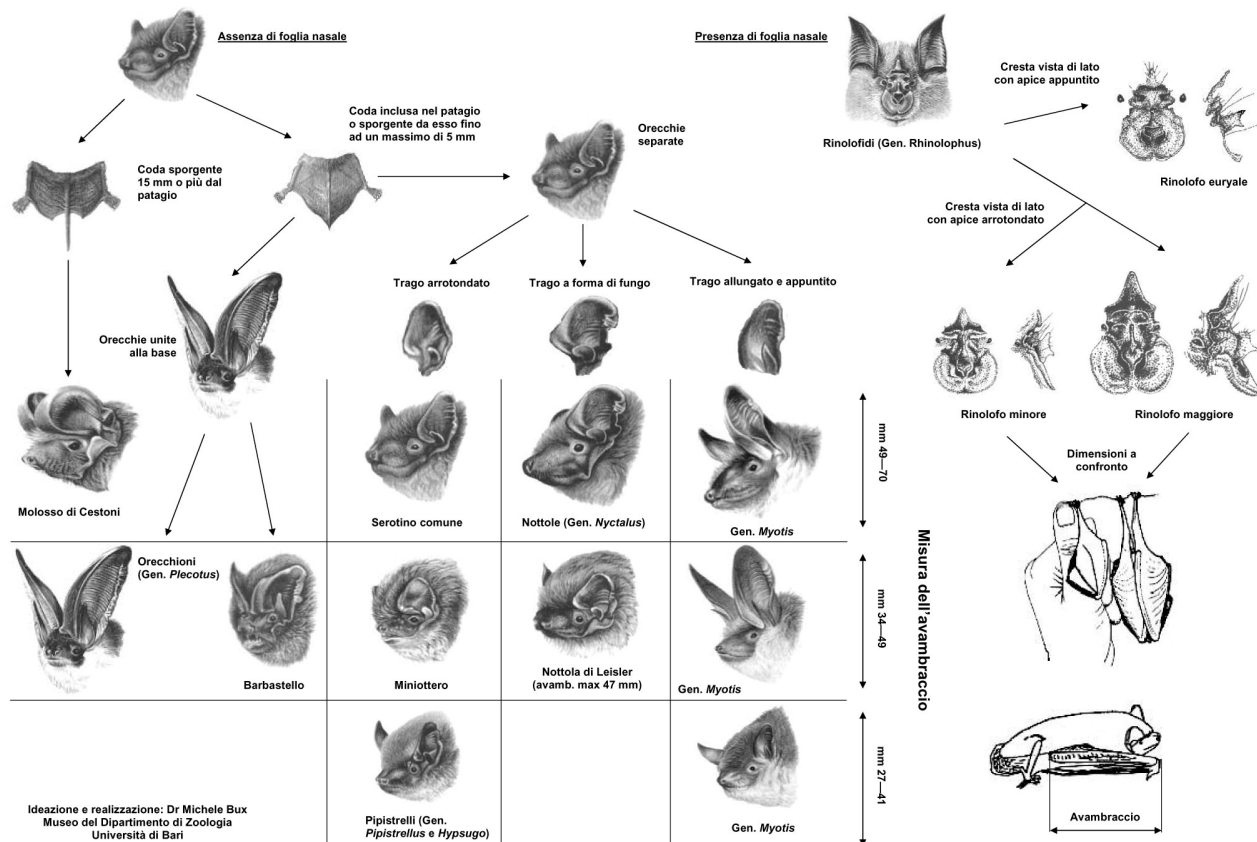 Assenza di foglia nasale
Presenza di foglia nasale
Coda inclusa nel patagio
o sporgente da esso fino
ad un massimo di 5 mm
Orecchie
separate
Coda sporgente
15 mm o più dal
patagio
Rinolofidi (Gen. Rhinolophus)
Cresta vista di lato
con apice appuntito
Rinolofo euryale
Cresta vista di lato
con apice arrotondato
Trago arrotondato
Trago a forma di fungo
Trago allungato e appuntito
Orecchie unite
alla base
Rinolofo minore
Rinolofo maggiore
Dimensioni a
confronto
Molosso di Cestoni
Serotino comune
Nottole (Gen. Nyctalus)
Gen. Myotis
mm 49—70
Orecchioni
(Gen. Plecotus)
Barbastello
Miniottero
Nottola di Leisler
(avamb. max 47 mm)
Gen. Myotis
mm 34—49
Misura dell'avambraccio
Pipistrelli (Gen.
Pipistrellus e Hypsugo)
Gen. Myotis
mm 27—41
Avambraccio
Ideazione e realizzazione: Dr Michele Bux
Museo del Dipartimento di Zoologia
Università di Bari